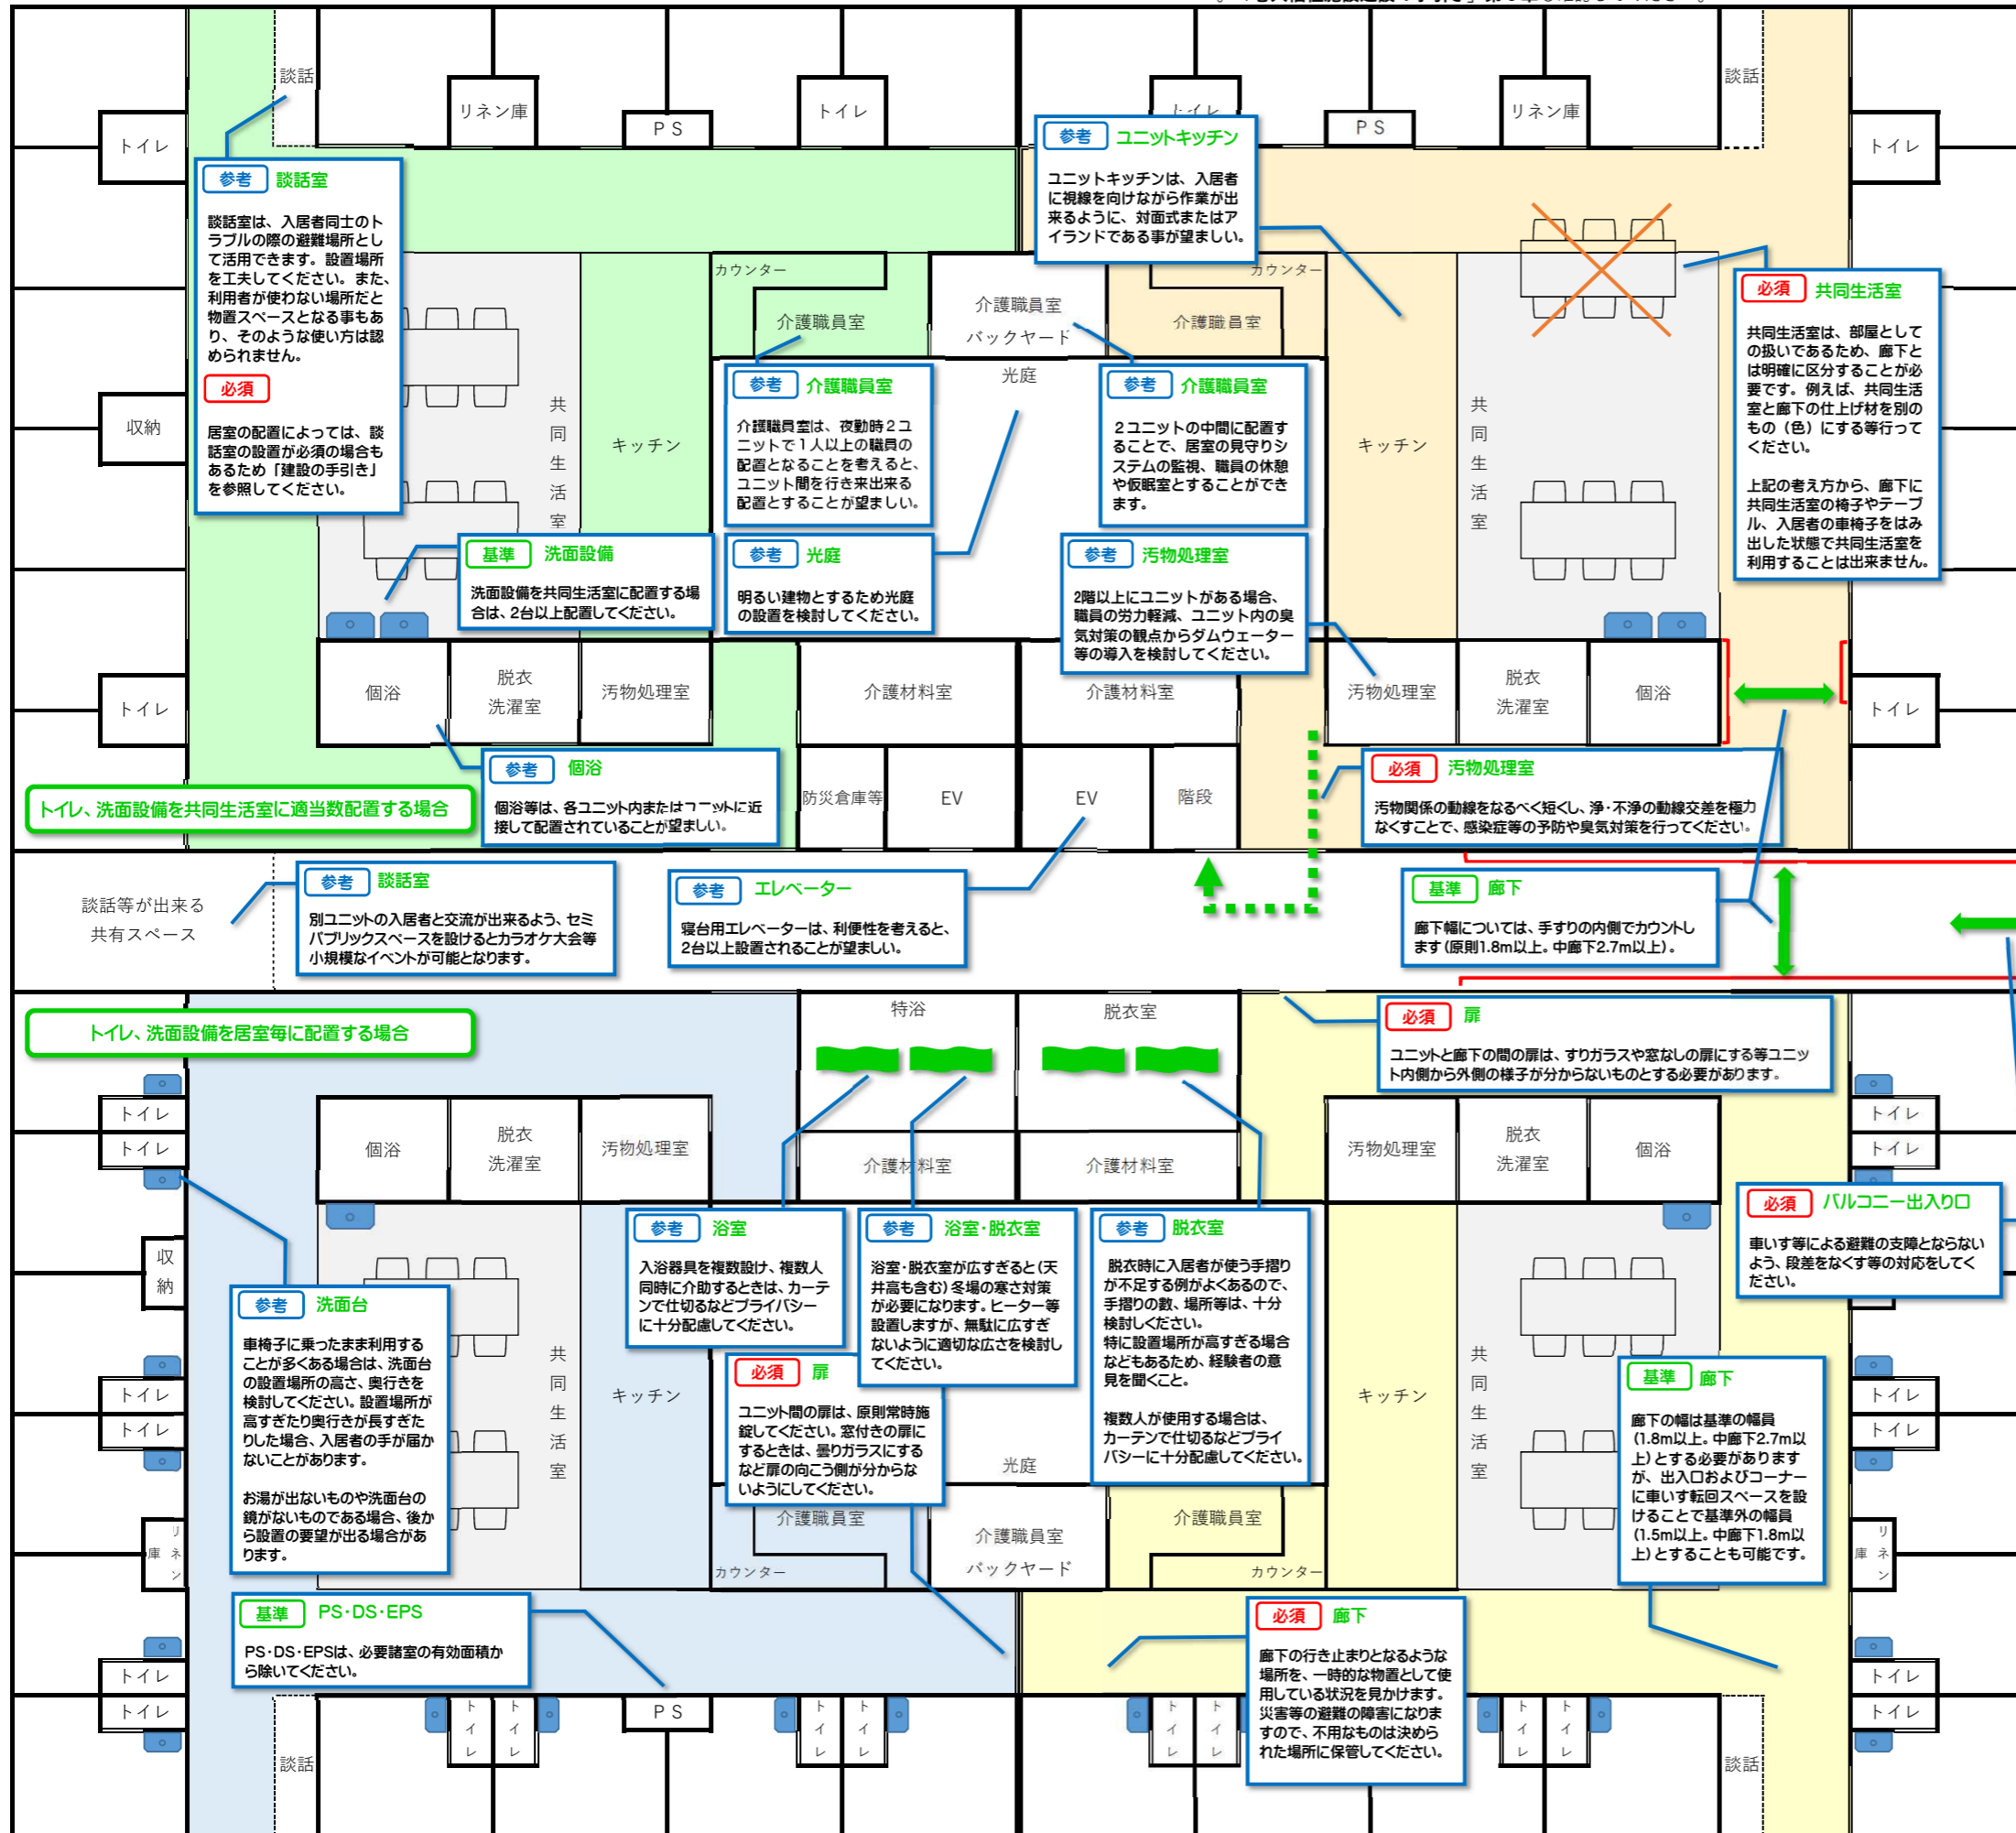 談話
リネン庫
PS
トイレ
トイレ
PS
リネン庫
談話
トイレ
トイレ
参考 談話室
談話室は、入居者同士のト
ラブルの際の避難場所とし
て活用できます。設置場所
を工夫してください。また、
利用者が使わない場所だと
物置スペースとなる事もあ
り、そのような使い方は認
められません。
必須
居室の配置によっては、談
話室の設置が必須の場合も
あるため「建設の手引き」
を参照してください。
参考 ユニットキッチン
ユニットキッチンは、入居者
に視線を向けながら作業が出
来るように、対面式またはア
イランドである事が望ましい。
カウンター
介護職員室
介護職員室
バックヤード
カウンター
介護職員室
光庭
必須 共同生活室
共同生活室は、部屋として
の扱いであるため、廊下と
は明確に区分することが必
要です。例えば、共同生活
室と廊下の仕上げ材を別の
もの（色）にする等行って
ください。
上記の考え方から、廊下に
共同生活室の椅子やテーブ
ル、入居者の車椅子をはみ
出した状態で共同生活室を
利用することは出来ません。
収納
共同生活室
キッチン
参考 介護職員室
介護職員室は、夜勤時２ユ
ニットで１人以上の職員の
配置となることを考えると、
ユニット間を行き来出来る
配置とすることが望ましい。
参考 介護職員室
２ユニットの中間に配置す
ることで、居室の見守りシ
ステムの監視、職員の休憩
や仮眠室とすることができ
ます。
キッチン
共同生活室
基準 洗面設備
洗面設備を共同生活室に配置する場
合は、2台以上配置してください。
参考 光庭
明るい建物とするため光庭
の設置を検討してください。
参考 汚物処理室
2階以上にユニットがある場合、
職員の労力軽減、ユニット内の臭
気対策の観点からダムウェーター
等の導入を検討してください。
トイレ
個浴
脱衣
洗濯室
汚物処理室
介護材料室
介護材料室
汚物処理室
脱衣
洗濯室
個浴
トイレ
参考 個浴
個浴等は、各ユニット内またはユニットに近
接して配置されていることが望ましい。
防災倉庫等
EV
EV
階段
必須 汚物処理室
汚物関係の動線をなるべく短くし、浄・不浄の動線交差を極力
なくすことで、感染症等の予防や臭気対策を行ってください。
トイレ、洗面設備を共同生活室に適当数配置する場合
談話等が出来る
共有スペース
参考 談話室
別ユニットの入居者と交流が出来るよう、セミ
パブリックスペースを設けるとカラオケ大会等
小規模なイベントが可能となります。
参考 エレベーター
寝台用エレベーターは、利便性を考えると、
2台以上設置されることが望ましい。
基準 廊下
廊下幅については、手すりの内側でカウントし
ます（原則1.8m以上。中廊下2.7m以上）。
トイレ、洗面設備を居室毎に配置する場合
特浴
脱衣室
必須 扉
ユニットと廊下の間の扉は、すりガラスや窓なしの扉にする等ユニッ
ト内側から外側の様子が分からないものとする必要があります。
トイレ
トイレ
個浴
脱衣
洗濯室
汚物処理室
介護材料室
介護材料室
汚物処理室
脱衣
洗濯室
個浴
トイレ
トイレ
必須 バルコニー出入り口
車いす等による避難の支障とならない
よう、段差をなくす等の対応をしてく
ださい。
収納
参考 洗面台
車椅子に乗ったまま利用する
ことが多くある場合は、洗面台
の設置場所の高さ、奥行きを
検討してください。設置場所が
高すぎたり奥行きが長すぎた
りした場合、入居者の手が届か
ないことがあります。
お湯が出ないものや洗面台の
鏡がないものである場合、後か
ら設置の要望が出る場合があ
ります。
参考 浴室
入浴器具を複数設け、複数人
同時に介助するときは、カーテ
ンで仕切るなどプライバシー
に十分配慮してください。
参考 浴室・脱衣室
浴室・脱衣室が広すぎると（天
井高も含む）冬場の寒さ対策
が必要になります。ヒーター等
設置しますが、無駄に広すぎ
ないように適切な広さを検討し
てください。
参考 脱衣室
脱衣時に入居者が使う手摺り
が不足する例がよくあるので、
手摺りの数、場所等は、十分
検討しください。
特に設置場所が高すぎる場合
などもあるため、経験者の意
見を聞くこと。
複数人が使用する場合は、
カーテンで仕切るなどプライ
バシーに十分配慮してください。
必須 扉
ユニット間の扉は、原則常時施
錠してください。窓付きの扉に
するときは、曇りガラスにする
など扉の向こう側が分からな
いようにしてください。
共同生活室
キッチン
キッチン
共同生活室
基準 廊下
廊下の幅は基準の幅員
（1.8m以上。中廊下2.7m以
上）とする必要があります
が、出入口およびコーナー
に車いす転回スペースを設
けることで基準外の幅員
（1.5m以上。中廊下1.8m以
上）とすることも可能です。
トイレ
トイレ
トイレ
トイレ
光庭
介護職員室
カウンター
介護職員室
バックヤード
介護職員室
カウンター
リネン庫
リネン庫
基準 PS・DS・EPS
PS・DS・EPSは、必要諸室の有効面積か
ら除いてください。
必須 廊下
廊下の行き止まりとなるような
場所を、一時的な物置として使
用している状況を見かけます。
災害等の避難の障害になりま
すので、不用なものは決めら
れた場所に保管してください。
トイレ
トイレ
トイレ
トイレ
談話
トイレ
トイレ
PS
トイレ
トイレ
トイレ
トイレ
トイレ
トイレ
談話